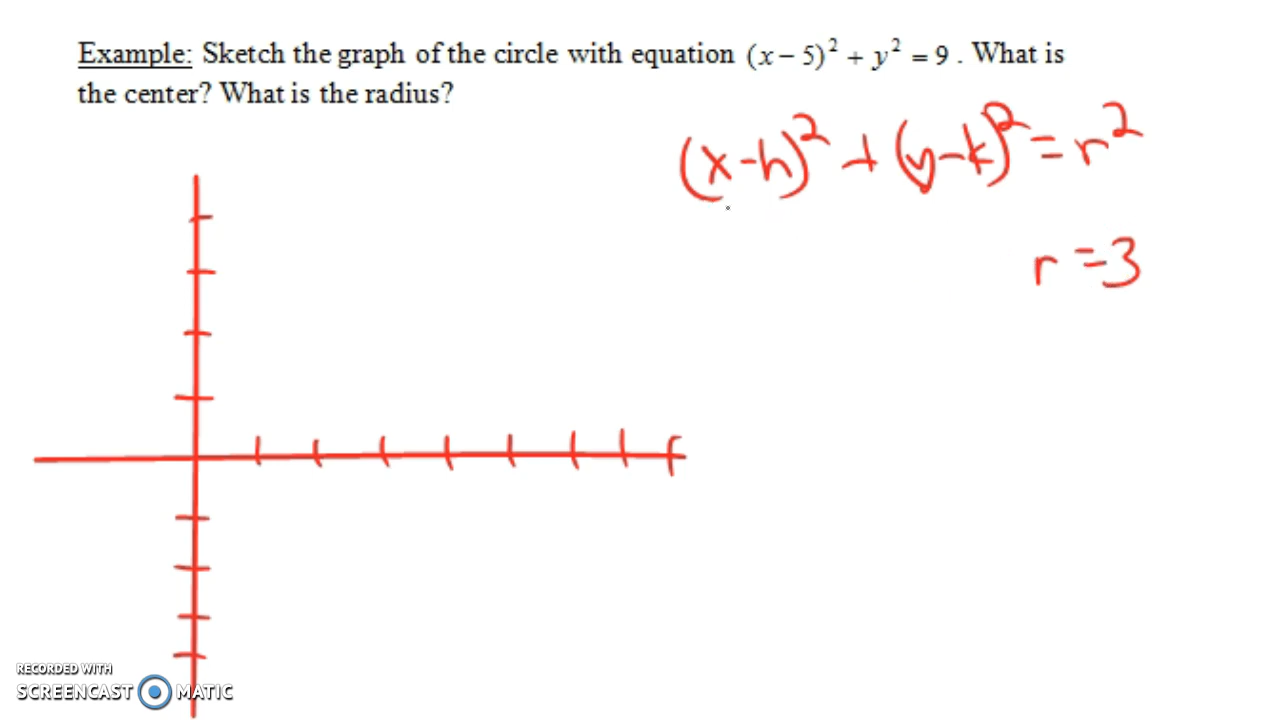 Example: Sketch the graph of the circle with equation (x − 5)² + y² = 9 . What is
the center? What is the radius?
(x-h)² + (y-k)² = r²
r = 3
RECORDED WITH
SCREENCAST MATIC